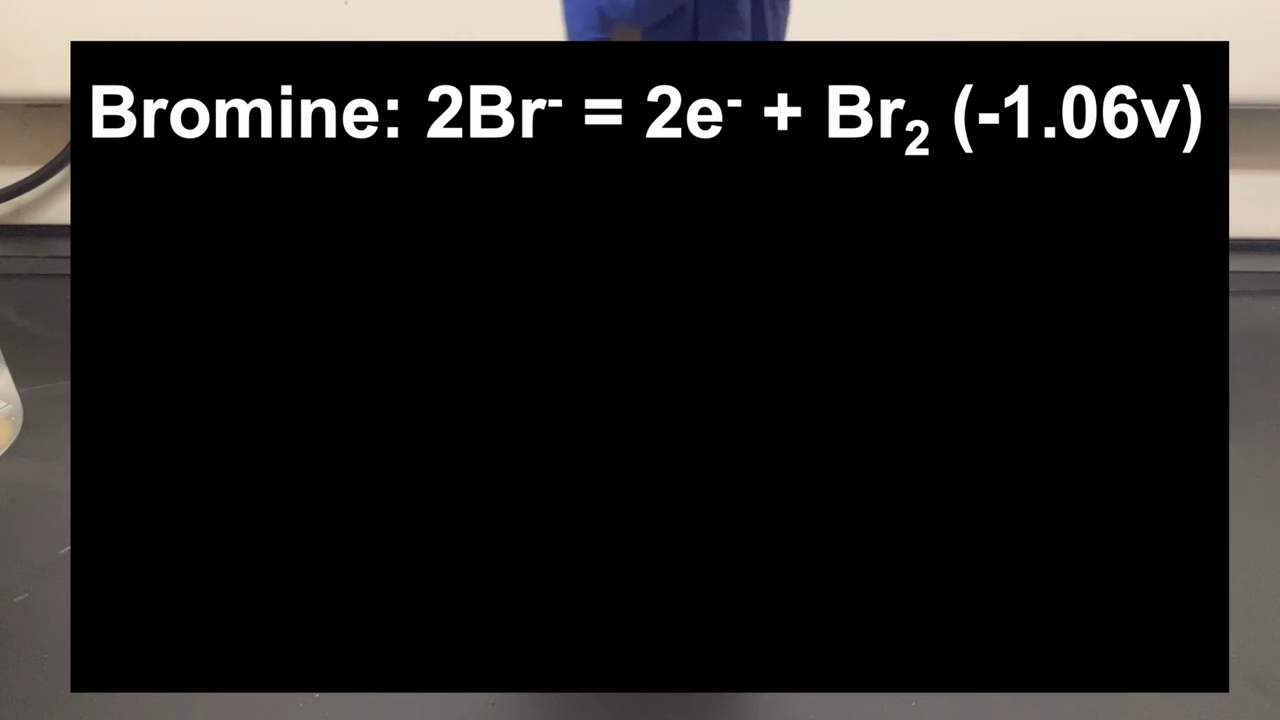 Bromine: 2Br⁻ = 2e⁻ + Br₂ (-1.06v)